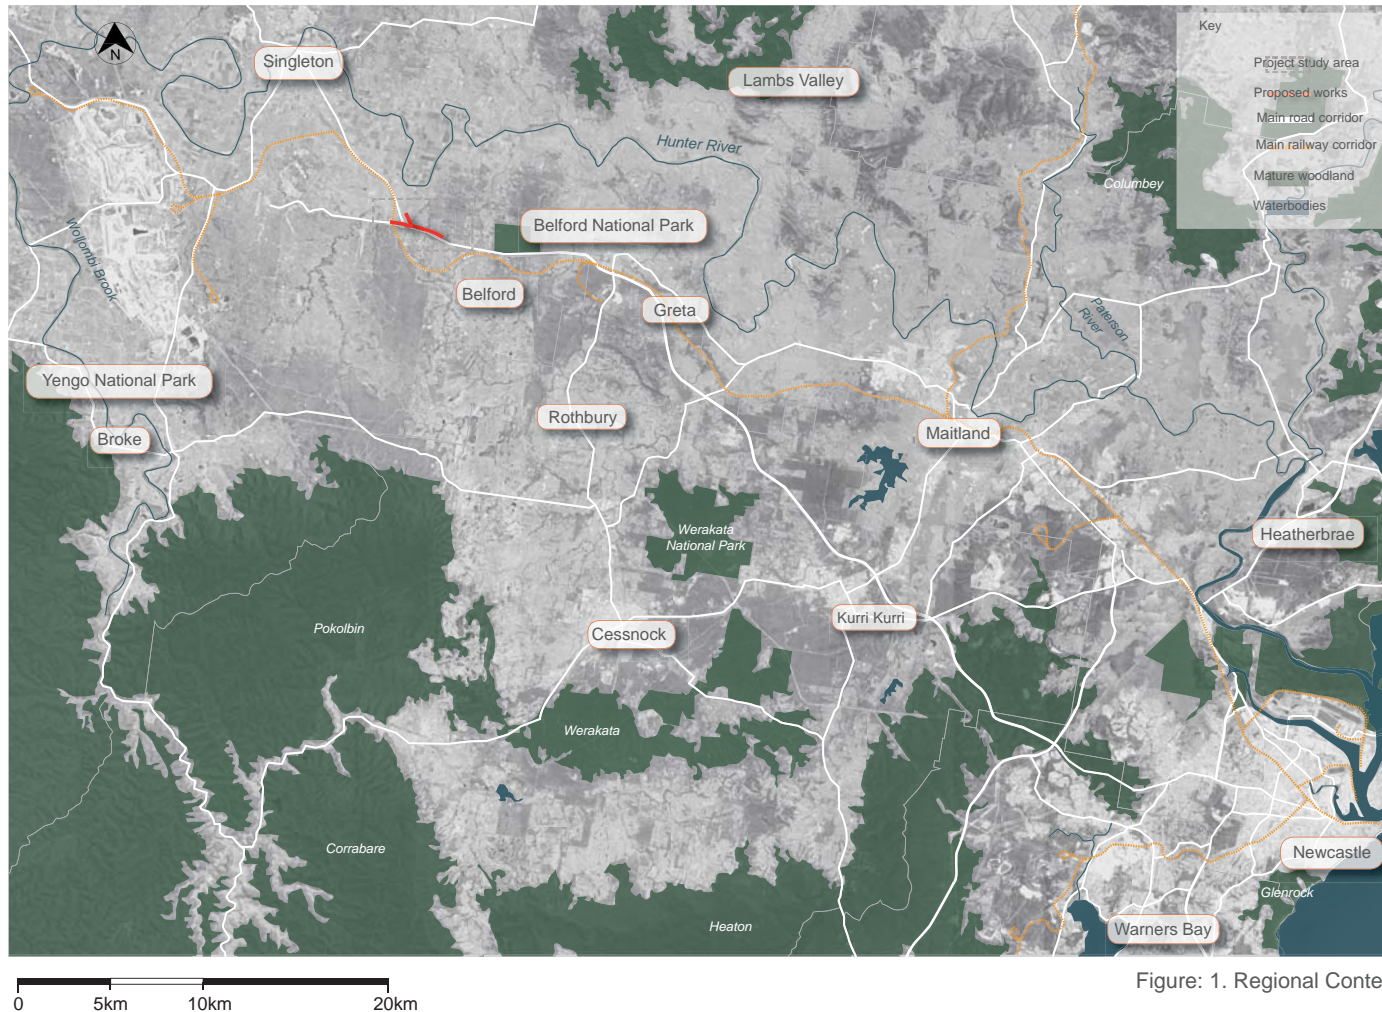 N
Key
Singleton
Project study area
Lambs Valley
Proposed works
Main road corridor
Hunter River
Main railway corridor
Mature woodland
Columbey
Waterbodies
Belford National Park
Wollombi Brook
Belford
Greta
Paterson
River
Yengo National Park
Rothbury
Broke
Maitland
Werakata
National Park
Heatherbrae
Kurri Kurri
Pokolbin
Cessnock
Werakata
Corrabare
Newcastle
Glenrock
Heaton
Warners Bay
Figure: 1. Regional Conte
0 5km 10km 20km